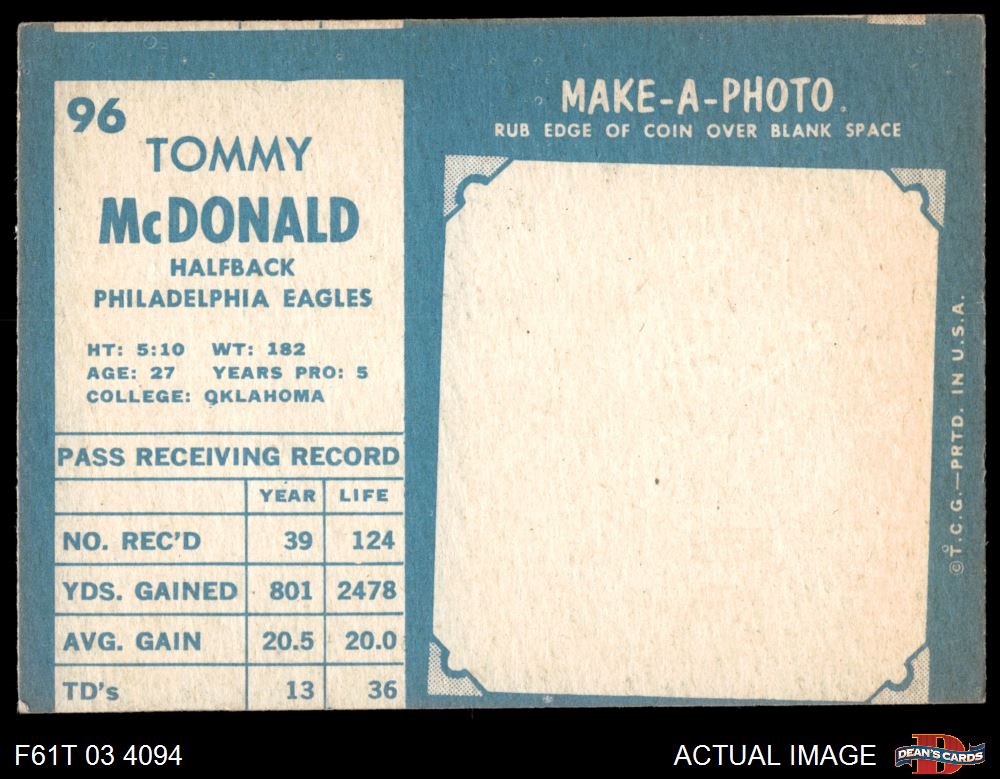 96
TOMMY
McDONALD
HALFBACK
PHILADELPHIA EAGLES
HT: 5:10 WT: 182
AGE: 27 YEARS PRO: 5
COLLEGE: OKLAHOMA
PASS RECEIVING RECORD
YEAR LIFE
NO. REC'D 39 124
YDS. GAINED 801 2478
AVG. GAIN 20.5 20.0
TD's 13 36
MAKE-A-PHOTO.
RUB EDGE OF COIN OVER BLANK SPACE
©T.C.G.—PRTD. IN U.S.A.
F61T 03 4094
ACTUAL IMAGE
D
DEAN'S CARDS